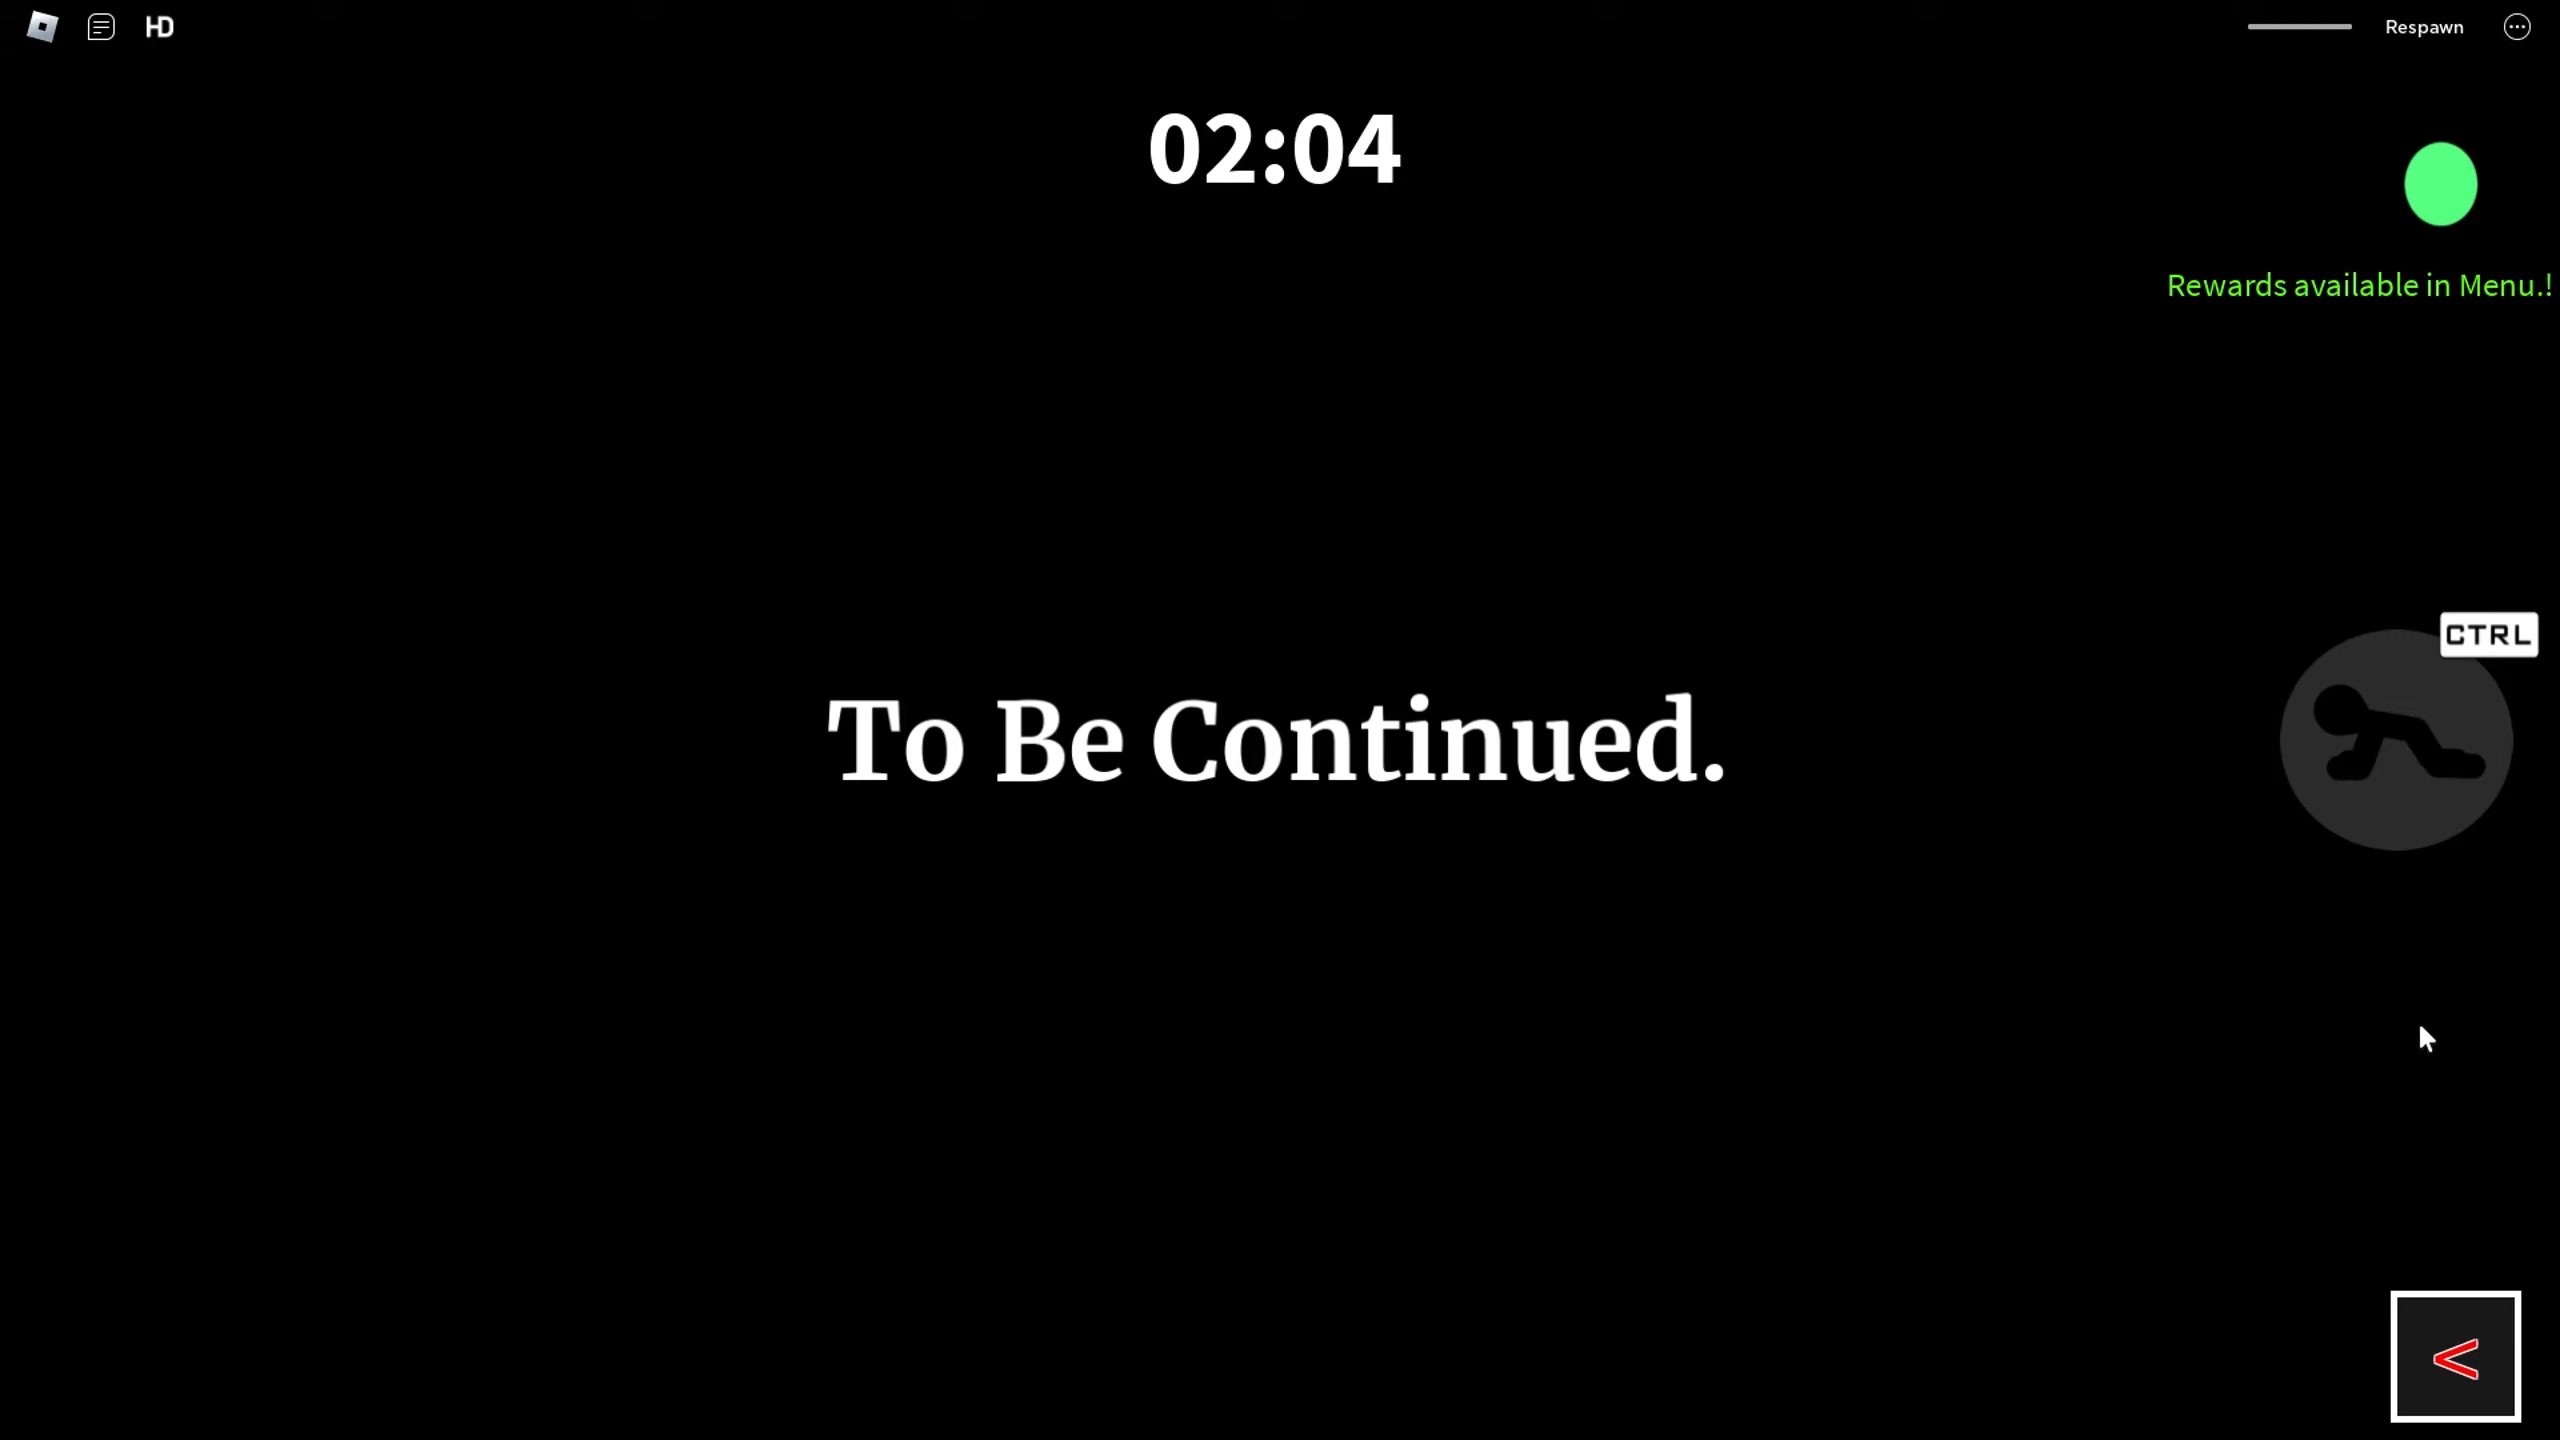 HD
Respawn
02:04
Rewards available in Menu.!
CTRL
To Be Continued.
<